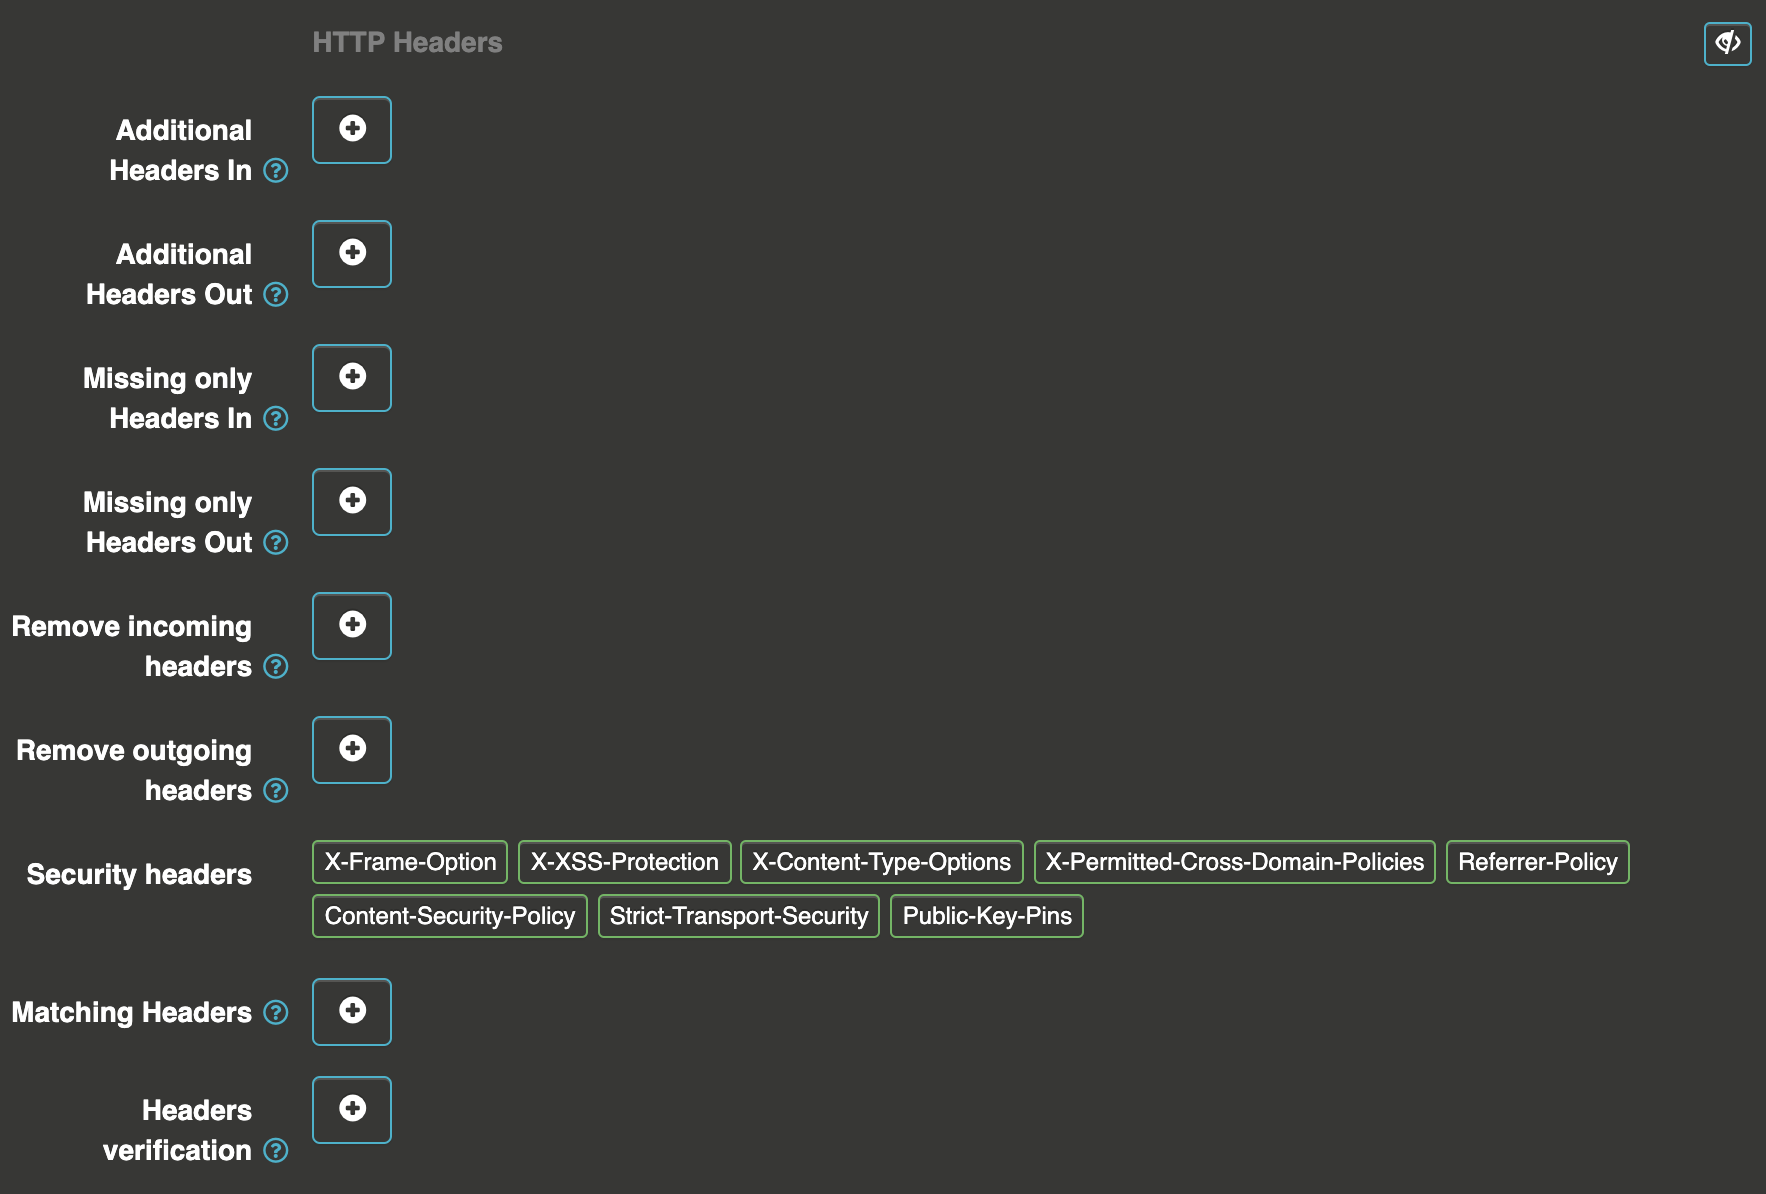 HTTP Headers
Additional
Headers In
Additional
Headers Out
Missing only
Headers In
Missing only
Headers Out
Remove incoming
headers
Remove outgoing
headers
Security headers X-Frame-Option X-XSS-Protection X-Content-Type-Options X-Permitted-Cross-Domain-Policies Referrer-Policy
Content-Security-Policy Strict-Transport-Security Public-Key-Pins
Matching Headers
Headers
verification